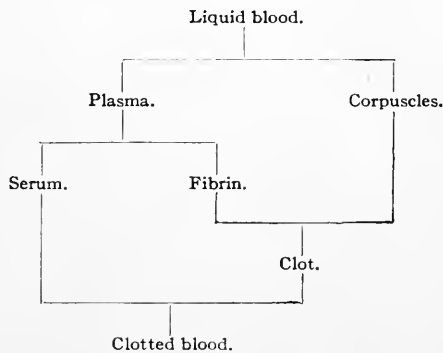 Liquid blood.
Plasma. Corpuscles.
Serum. Fibrin.
Clot.
Clotted blood.